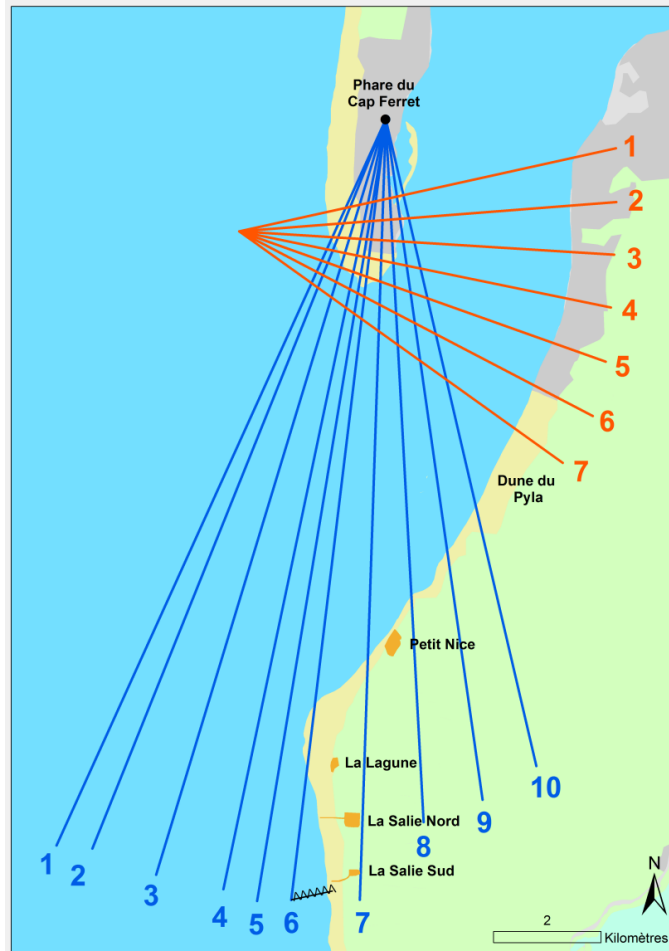 Phare du
Cap Ferret
1
2
3
4
5
6
7
Dune du
Pyla
Petit Nice
La Lagune
La Salie Nord
La Salie Sud
1
2
3
4
5
6
7
8
9
10
N
2
Kilomètres